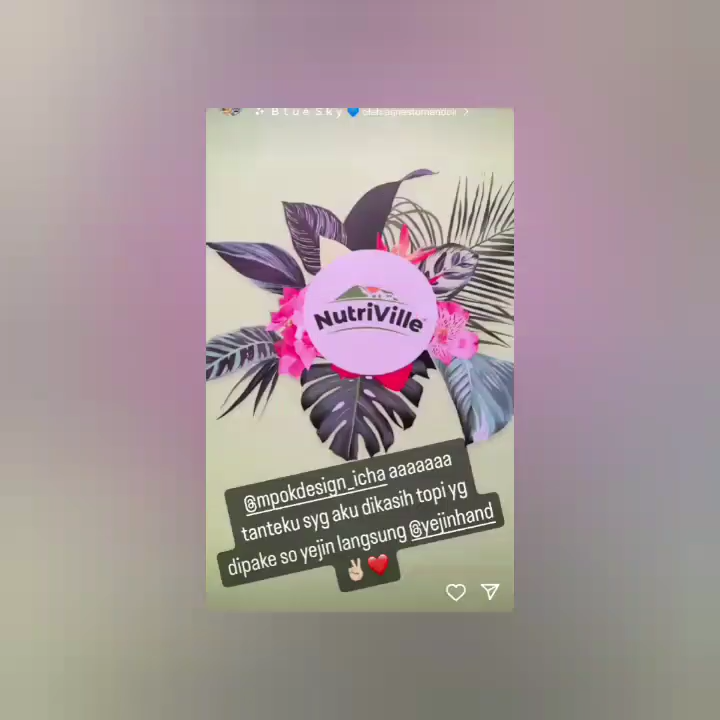 B l u e S k y
NutriVille
@mpokdesign_icha aaaaaaa
tanteku syg aku dikasih topi yg
dipake so yejin langsung @yejinhand
✌🏻❤️